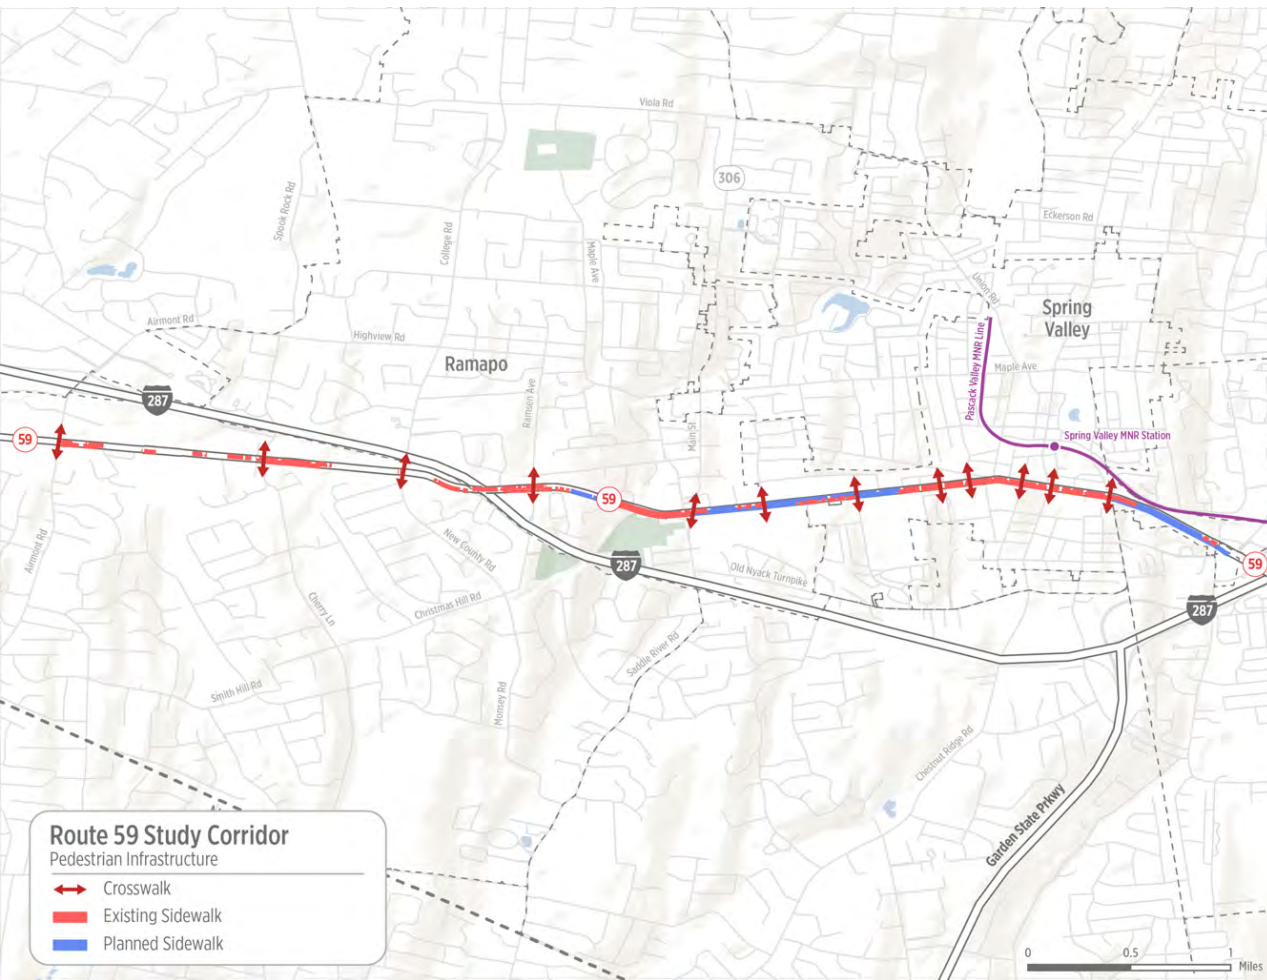 Viola Rd
306
Spook Rock Rd
College Rd
Maple Ave
Eckerson Rd
Union Rd
Spring
Valley
Airmont Rd
Highview Rd
Ramapo
Pascack Valley MNR Line
Maple Ave
287
Ramsen Ave
Main St
59
Spring Valley MNR Station
59
Airmont Rd
New County Rd
287
Old Nyack Turnpike
59
Cherry Ln
Christmas Hill Rd
287
Saddle River Rd
Smith Hill Rd
Monsey Rd
Chestnut Ridge Rd
Garden State Prkwy
Route 59 Study Corridor
Pedestrian Infrastructure
Crosswalk
Existing Sidewalk
Planned Sidewalk
0 0.5 1
Miles